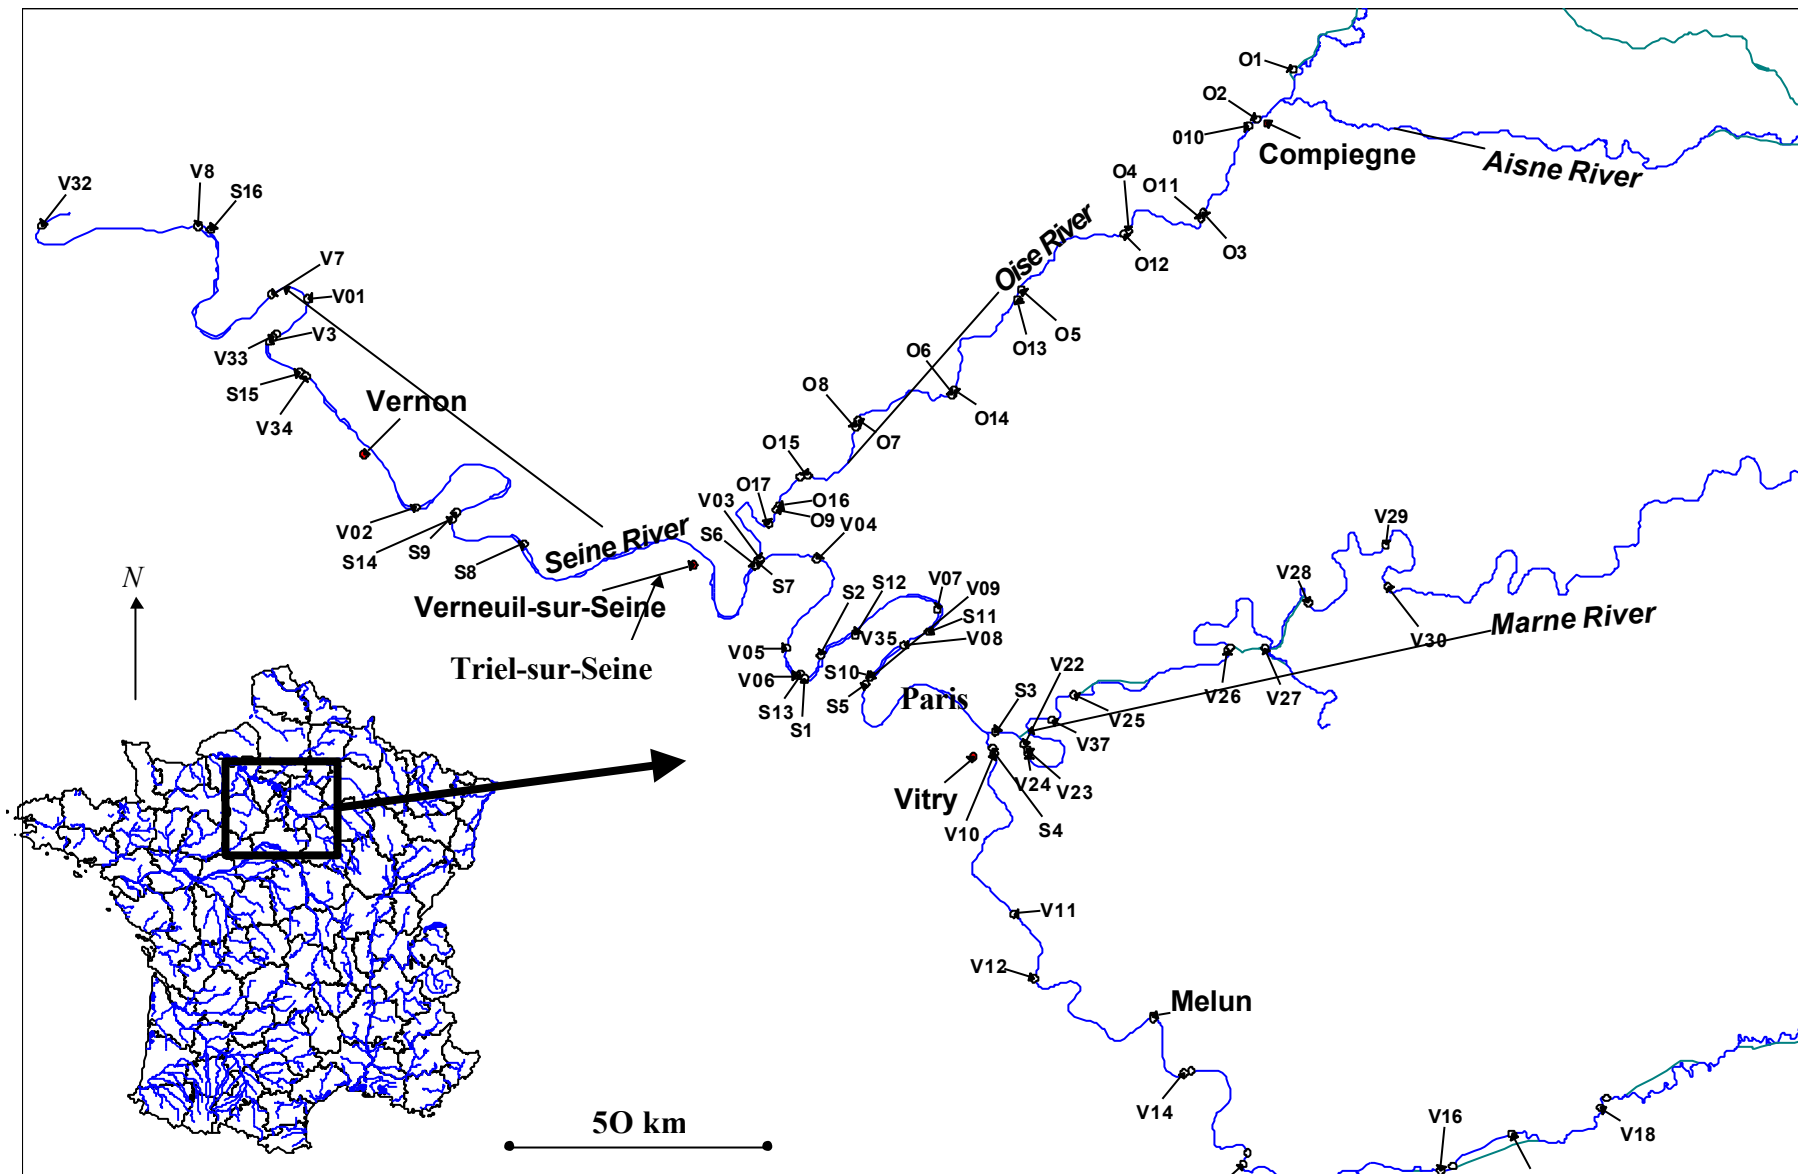 O1
O2
010
Compiegne
Aisne River
V32
V8
S16
O4
O11
O3
O12
Oise River
V7
V01
V3
V33
O5
O13
O6
S15
V34
Vernon
O8
O14
O7
O15
O17
O16
O9
V03
V04
V02
S9
S14
S8
Seine River
S6
S7
V29
N
Verneuil-sur-Seine
S2
S12
V07
V09
S11
V08
V35
V28
V30
Marne River
V05
V06
Triel-sur-Seine
S13
S1
S10
S5
Paris
S3
V22
V26
V27
V25
V37
Vitry
V24
V23
V10
S4
V11
V12
Melun
V14
5O km
V16
V18